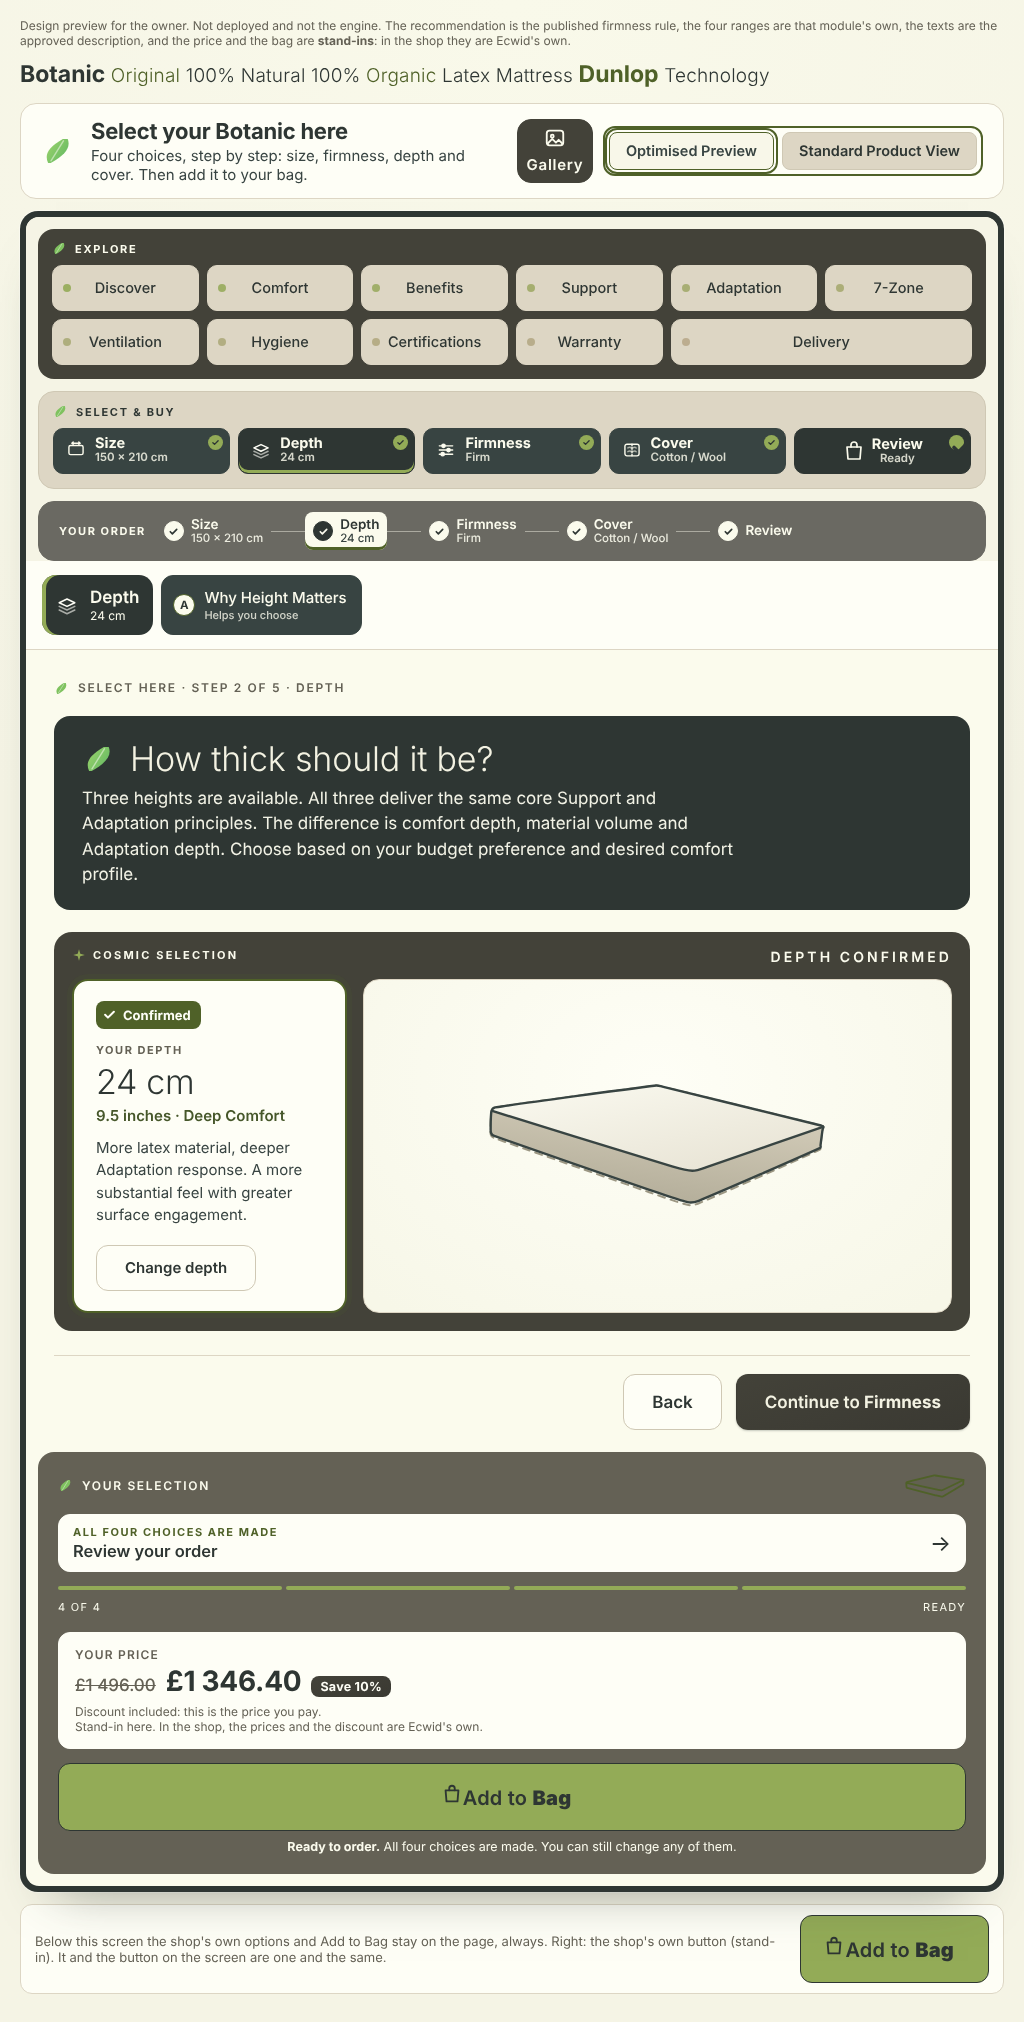 Design preview for the owner. Not deployed and not the engine. The recommendation is the published firmness rule, the four ranges are that module's own, the texts are the
approved description, and the price and the bag are stand-ins: in the shop they are Ecwid's own.
Botanic Original 100% Natural 100% Organic Latex Mattress Dunlop Technology
Select your Botanic here
Four choices, step by step: size, firmness, depth and
cover. Then add it to your bag.
Gallery
Optimised Preview
Standard Product View
EXPLORE
Discover
Comfort
Benefits
Support
Adaptation
7-Zone
Ventilation
Hygiene
Certifications
Warranty
Delivery
SELECT & BUY
Size
150 × 210 cm
Depth
24 cm
Firmness
Firm
Cover
Cotton / Wool
Review
Ready
YOUR ORDER
Size
150 × 210 cm
Depth
24 cm
Firmness
Firm
Cover
Cotton / Wool
Review
Depth
24 cm
A
Why Height Matters
Helps you choose
SELECT HERE · STEP 2 OF 5 · DEPTH
How thick should it be?
Three heights are available. All three deliver the same core Support and
Adaptation principles. The difference is comfort depth, material volume and
Adaptation depth. Choose based on your budget preference and desired comfort
profile.
COSMIC SELECTION
DEPTH CONFIRMED
Confirmed
YOUR DEPTH
24 cm
9.5 inches · Deep Comfort
More latex material, deeper
Adaptation response. A more
substantial feel with greater
surface engagement.
Change depth
Back
Continue to Firmness
YOUR SELECTION
ALL FOUR CHOICES ARE MADE
Review your order
4 OF 4
READY
YOUR PRICE
£1 496.00 £1 346.40 Save 10%
Discount included: this is the price you pay.
Stand-in here. In the shop, the prices and the discount are Ecwid's own.
Add to Bag
Ready to order. All four choices are made. You can still change any of them.
Below this screen the shop's own options and Add to Bag stay on the page, always. Right: the shop's own button (stand-
in). It and the button on the screen are one and the same.
Add to Bag